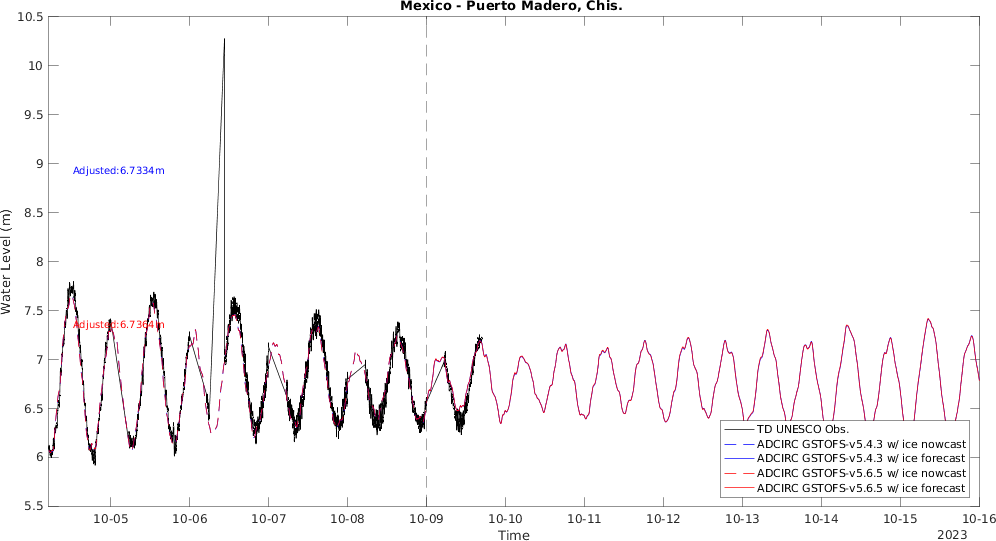 Mexico - Puerto Madero, Chis.
10.5
10
9.5
9
8.5
8
7.5
7
6.5
6
5.5
Water Level (m)
Adjusted:6.7334m
Adjusted:6.7364m
TD UNESCO Obs.
ADCIRC GSTOFS-v5.4.3 w/ ice nowcast
ADCIRC GSTOFS-v5.4.3 w/ ice forecast
ADCIRC GSTOFS-v5.6.5 w/ ice nowcast
ADCIRC GSTOFS-v5.6.5 w/ ice forecast
10-05 10-06 10-07 10-08 10-09 10-10 10-11 10-12 10-13 10-14 10-15 10-16
Time
2023